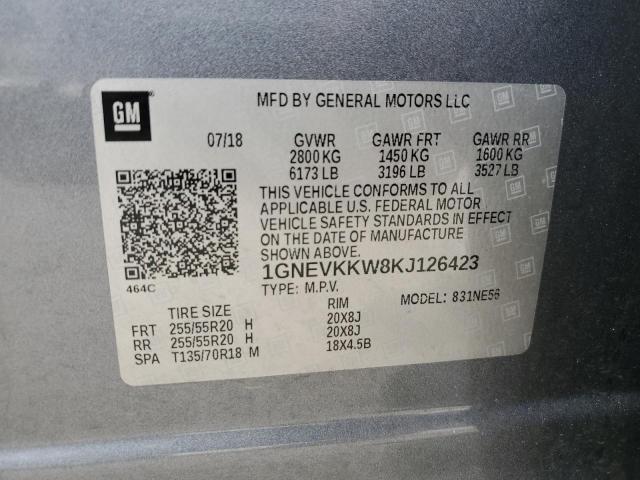 GM
MFD BY GENERAL MOTORS LLC
07/18 GVWR GAWR FRT GAWR RR
2800 KG 1450 KG 1600 KG
6173 LB 3196 LB 3527 LB
THIS VEHICLE CONFORMS TO ALL
APPLICABLE U.S. FEDERAL MOTOR
VEHICLE SAFETY STANDARDS IN EFFECT
ON THE DATE OF MANUFACTURE
SHOWN ABOVE.
1GNEVKKW8KJ126423
464C
TYPE: M.P.V. MODEL: 831NE56
TIRE SIZE RIM
FRT 255/55R20 H 20X8J
RR 255/55R20 H 20X8J
SPA T135/70R18 M 18X4.5B